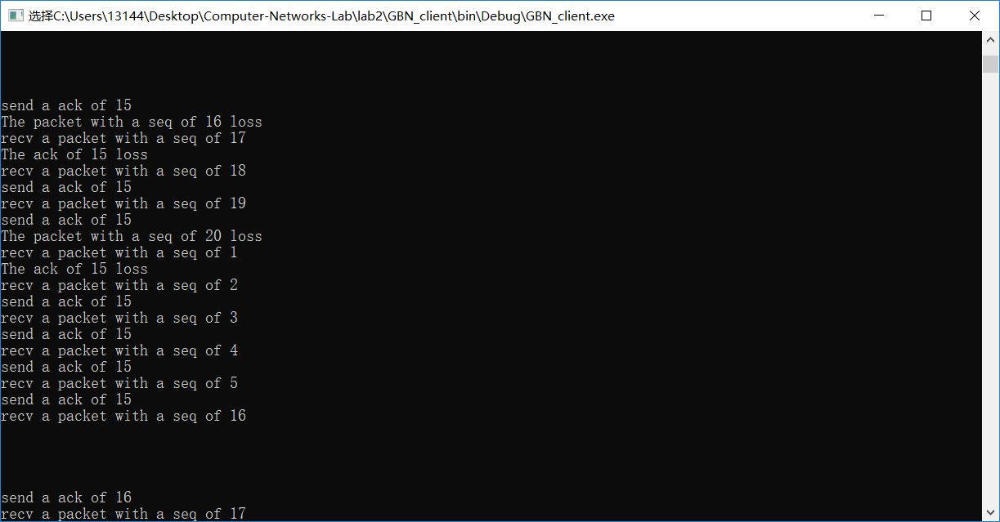 选择C:\Users\13144\Desktop\Computer-Networks-Lab\lab2\GBN_client\bin\Debug\GBN_client.exe
send a ack of 15
The packet with a seq of 16 loss
recv a packet with a seq of 17
The ack of 15 loss
recv a packet with a seq of 18
send a ack of 15
recv a packet with a seq of 19
send a ack of 15
The packet with a seq of 20 loss
recv a packet with a seq of 1
The ack of 15 loss
recv a packet with a seq of 2
send a ack of 15
recv a packet with a seq of 3
send a ack of 15
recv a packet with a seq of 4
send a ack of 15
recv a packet with a seq of 5
send a ack of 15
recv a packet with a seq of 16
send a ack of 16
recv a packet with a seq of 17